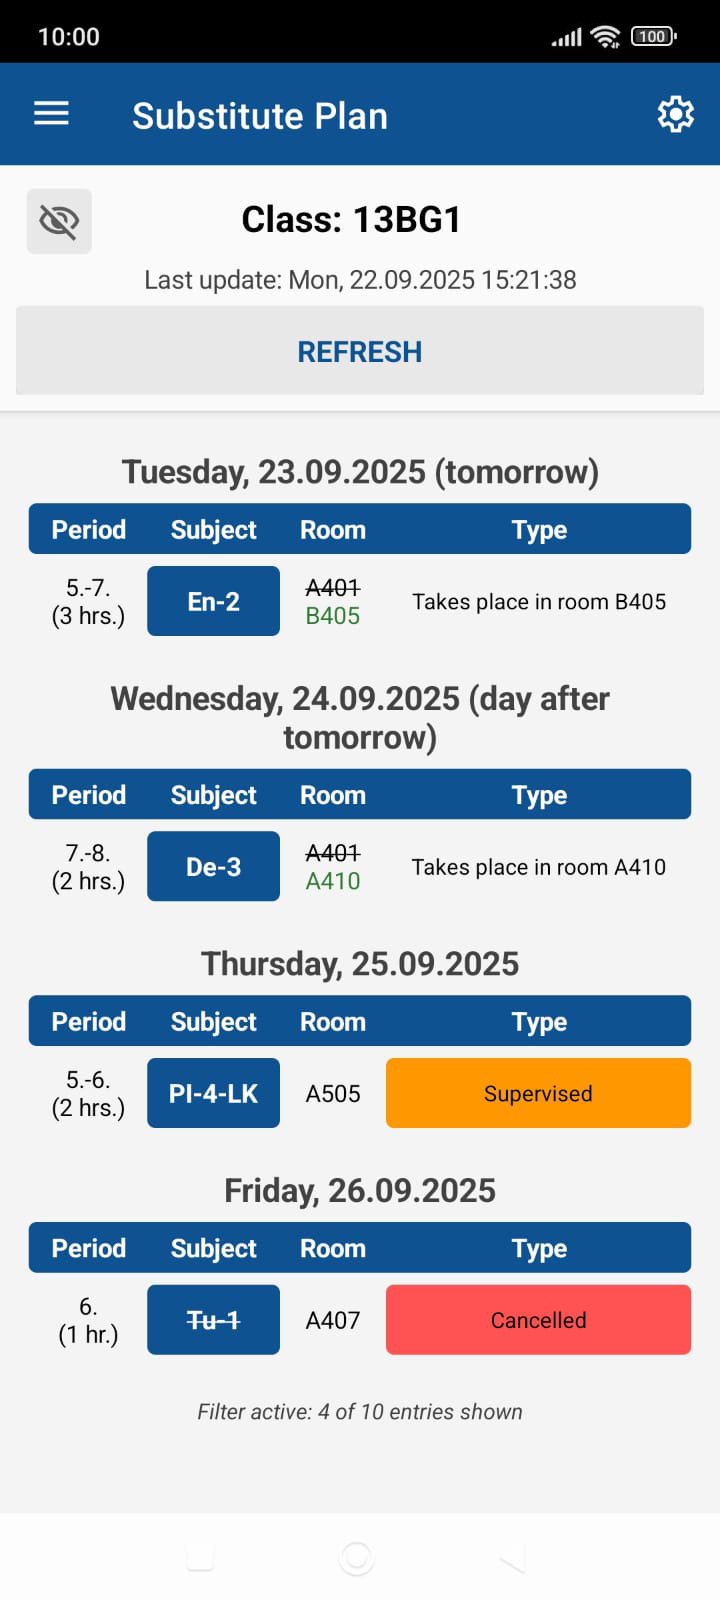 10:00
100
Substitute Plan
Class: 13BG1
Last update: Mon, 22.09.2025 15:21:38
REFRESH
Tuesday, 23.09.2025 (tomorrow)
Period Subject Room Type
5.-7.
(3 hrs.)
En-2
A401
B405
Takes place in room B405
Wednesday, 24.09.2025 (day after
tomorrow)
Period Subject Room Type
7.-8.
(2 hrs.)
De-3
A401
A410
Takes place in room A410
Thursday, 25.09.2025
Period Subject Room Type
5.-6.
(2 hrs.)
PI-4-LK
A505
Supervised
Friday, 26.09.2025
Period Subject Room Type
6.
(1 hr.)
Tu-1
A407
Cancelled
Filter active: 4 of 10 entries shown